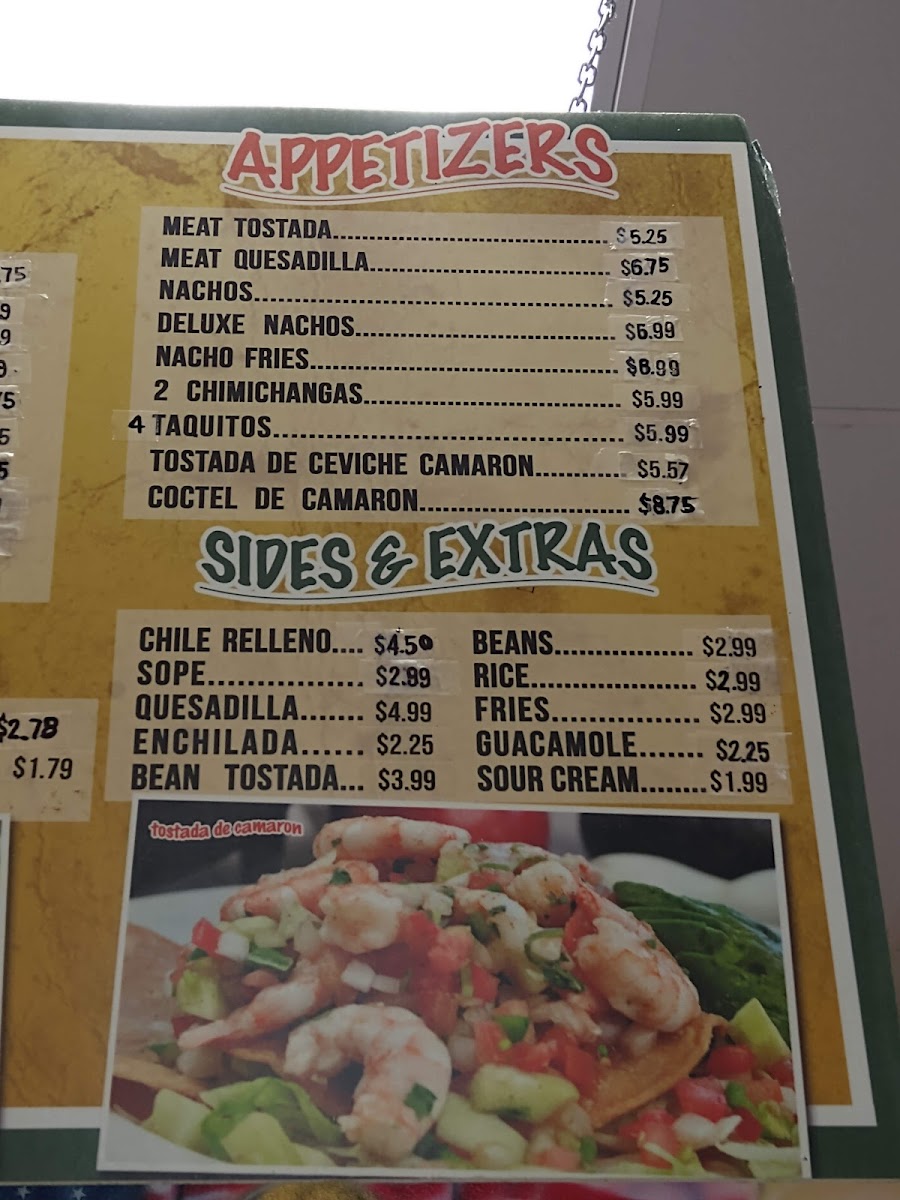 APPETIZERS
MEAT TOSTADA........ $5.25
MEAT QUESADILLA........ $6.75
NACHOS........ $5.25
DELUXE NACHOS........ $6.99
NACHO FRIES........ $8.99
2 CHIMICHANGAS........ $5.99
4 TAQUITOS........ $5.99
TOSTADA DE CEVICHE CAMARON........ $5.57
COCTEL DE CAMARON........ $8.75
SIDES & EXTRAS
CHILE RELLENO.... $4.50
SOPE........ $2.99
QUESADILLA....... $4.99
ENCHILADA...... $2.25
BEAN TOSTADA... $3.99
BEANS........ $2.99
RICE........ $2.99
FRIES........ $2.99
GUACAMOLE....... $2.25
SOUR CREAM......... $1.99
$2.78
$1.79
tostada de camaron